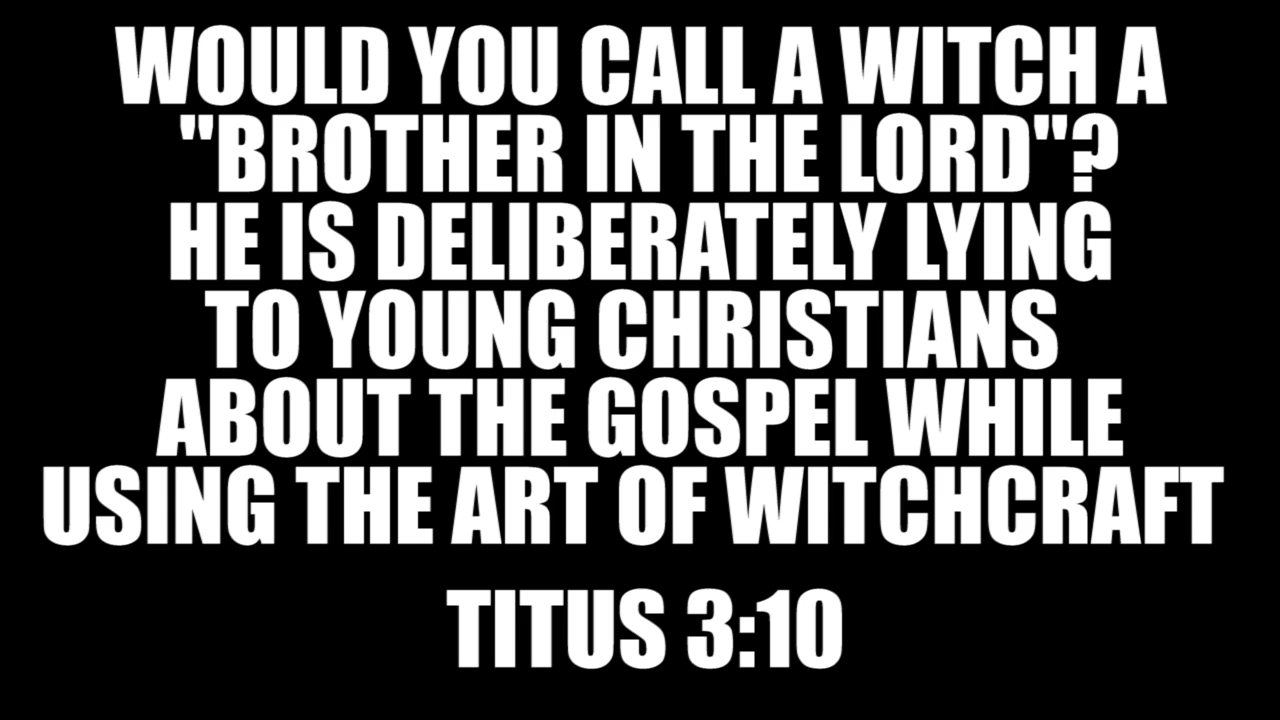 WOULD YOU CALL A WITCH A
"BROTHER IN THE LORD"?
HE IS DELIBERATELY LYING
TO YOUNG CHRISTIANS
ABOUT THE GOSPEL WHILE
USING THE ART OF WITCHCRAFT
TITUS 3:10